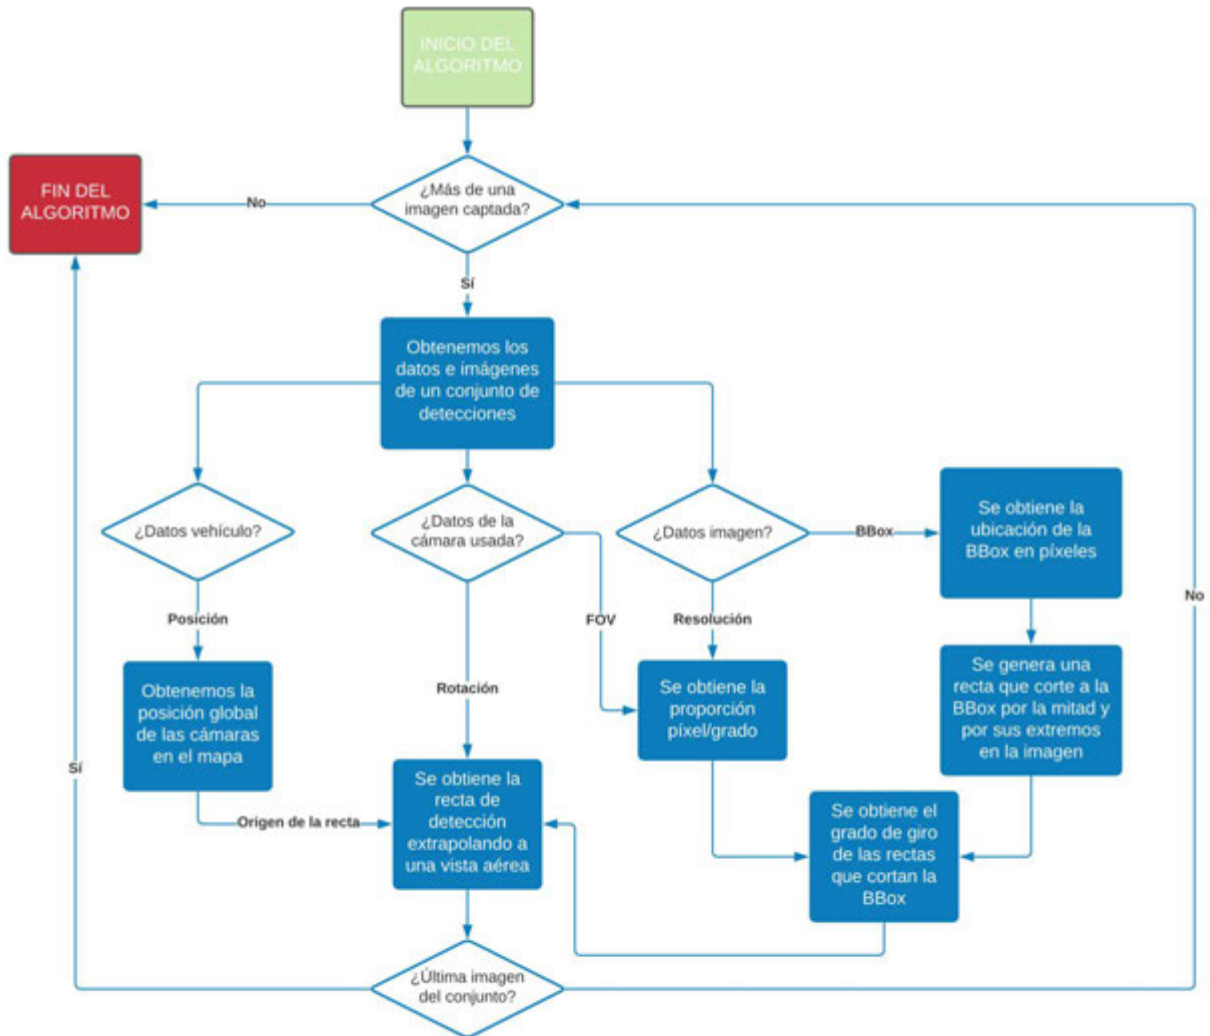 INICIO DEL
ALGORITMO
FIN DEL
ALGORITMO
No
¿Más de una
imagen captada?
Sí
Obtenemos los
datos e imágenes
de un conjunto de
detecciones
¿Datos vehículo?
¿Datos de la
cámara usada?
¿Datos imagen?
BBox
Se obtiene la
ubicación de la
BBox en píxeles
No
Posición
FOV
Resolución
Obtenemos la
posición global
de las cámaras
en el mapa
Rotación
Se obtiene la
proporción
píxel/grado
Se genera una
recta que corte a la
BBox por la mitad y
por sus extremos
en la imagen
Sí
Origen de la recta
Se obtiene la
recta de
detección
extrapolando a
una vista aérea
Se obtiene el
grado de giro
de las rectas
que cortan la
BBox
¿Última imagen
del conjunto?